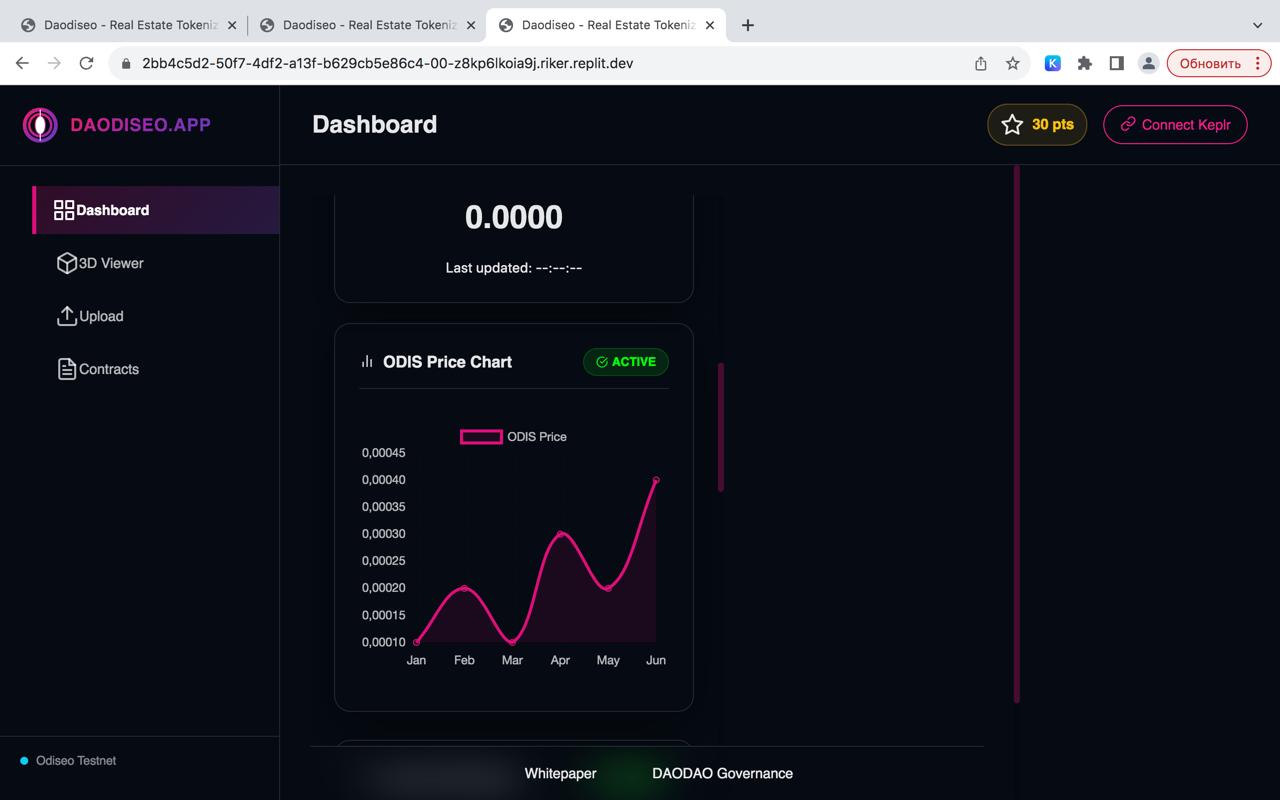 Daodiseo - Real Estate Tokeniz
Daodiseo - Real Estate Tokeniz
Daodiseo - Real Estate Tokeniz
2bb4c5d2-50f7-4df2-a13f-b629cb5e86c4-00-z8kp6lkoia9j.riker.replit.dev
K
Обновить
DAODISEO.APP
Dashboard
30 pts
Connect Keplr
Dashboard
3D Viewer
Upload
Contracts
0.0000
Last updated: --:--:--
ODIS Price Chart
ACTIVE
ODIS Price
0,00045
0,00040
0,00035
0,00030
0,00025
0,00020
0,00015
0,00010
Jan Feb Mar Apr May Jun
Odiseo Testnet
Whitepaper
DAODAO Governance